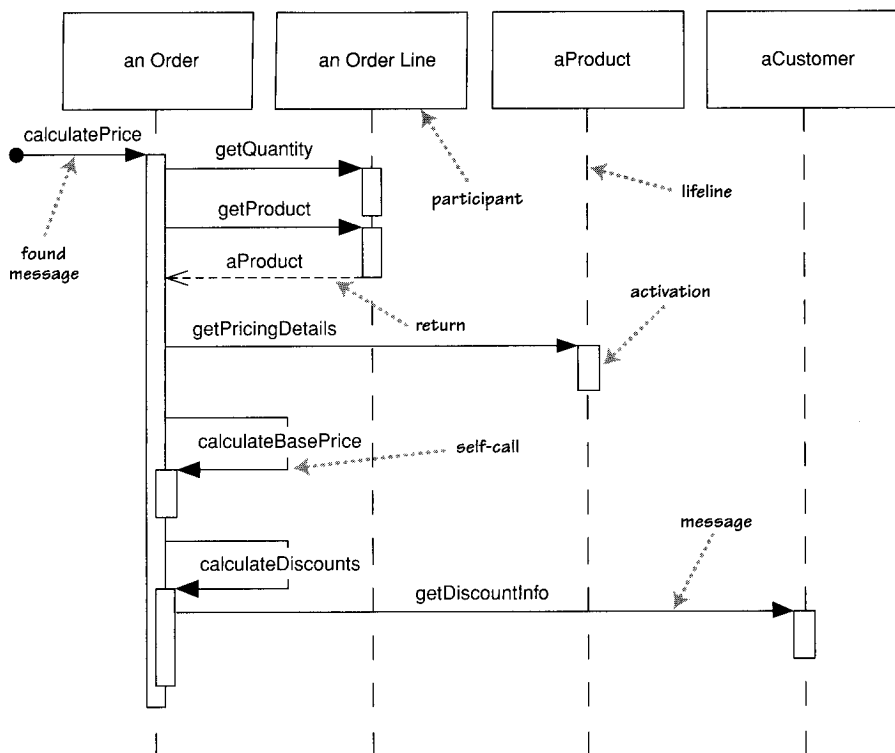 an Order
an Order Line
aProduct
aCustomer
calculatePrice
getQuantity
participant
lifeline
getProduct
found
message
aProduct
activation
return
getPricingDetails
calculateBasePrice
self-call
message
calculateDiscounts
getDiscountInfo